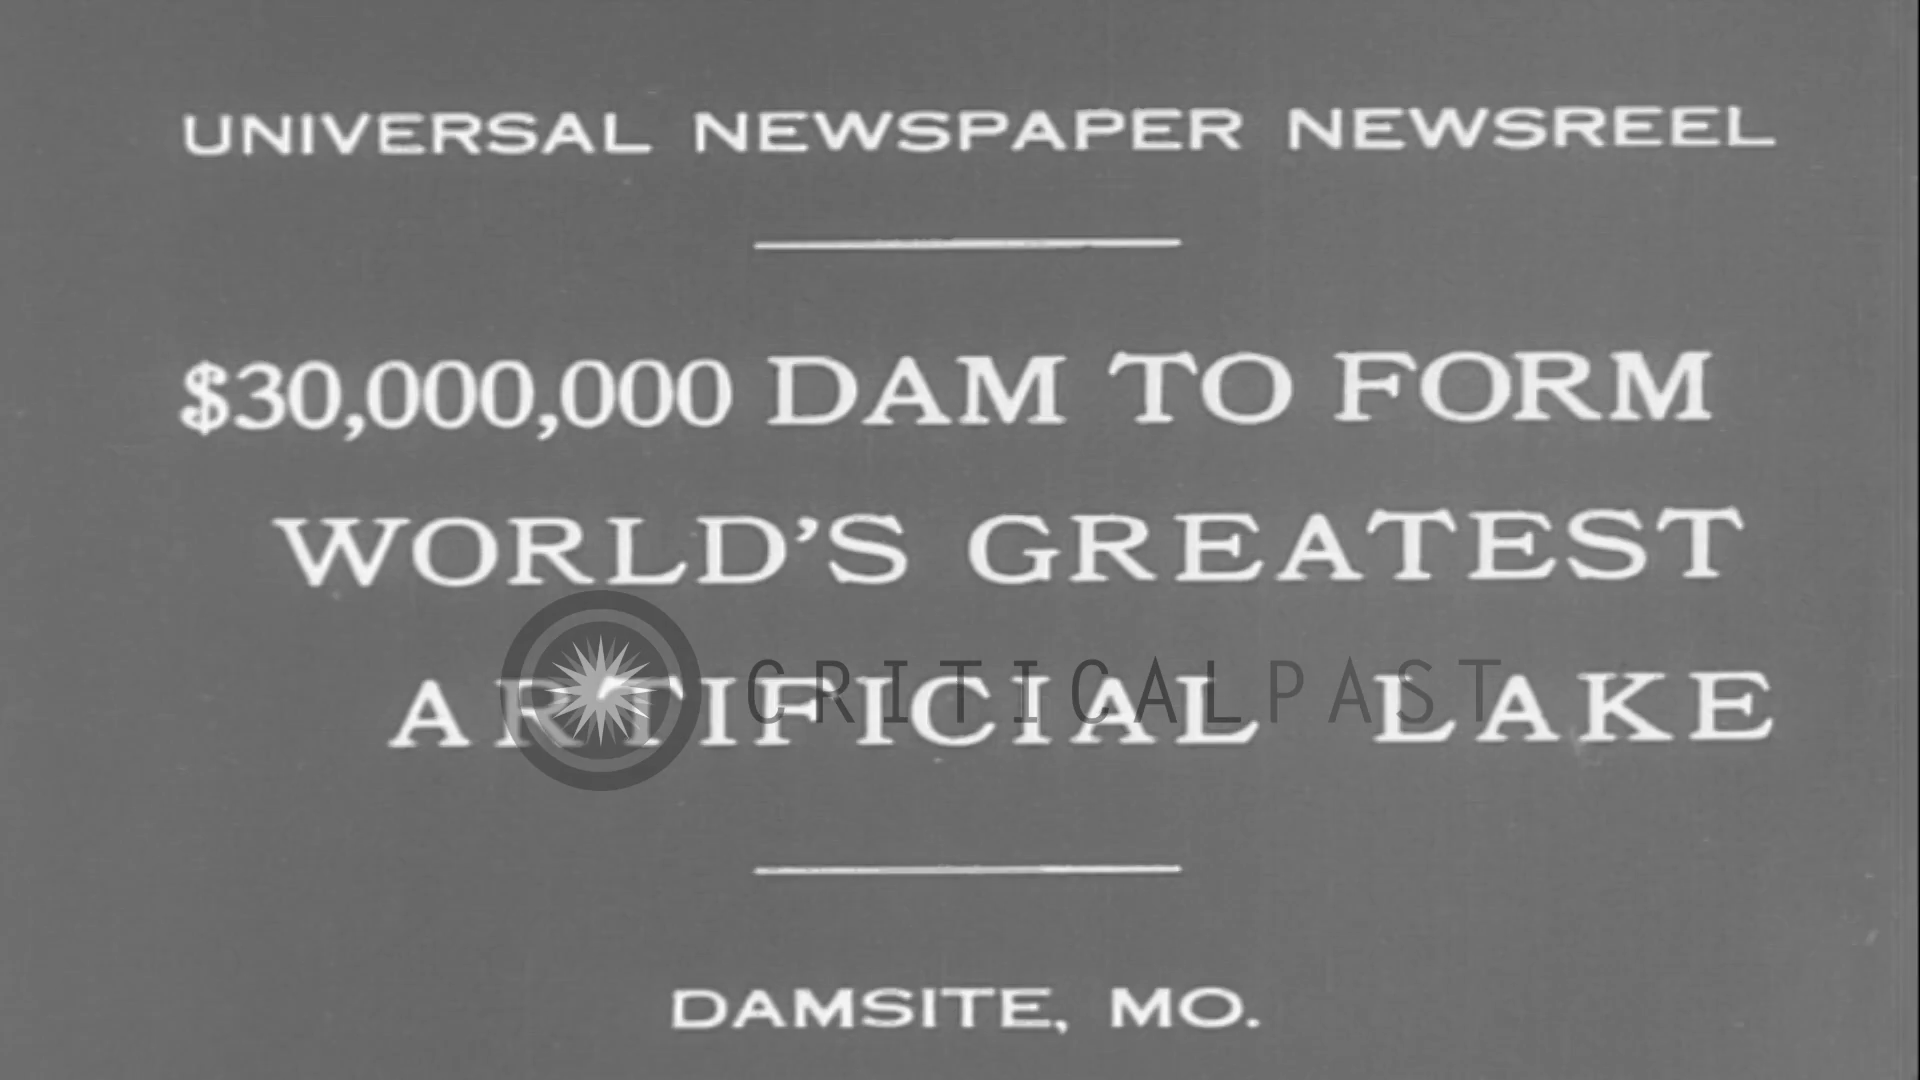 UNIVERSAL NEWSPAPER NEWSREEL
$30,000,000 DAM TO FORM
WORLD'S GREATEST
ARTIFICIAL LAKE
CRITICALPAST
DAMSITE, MO.